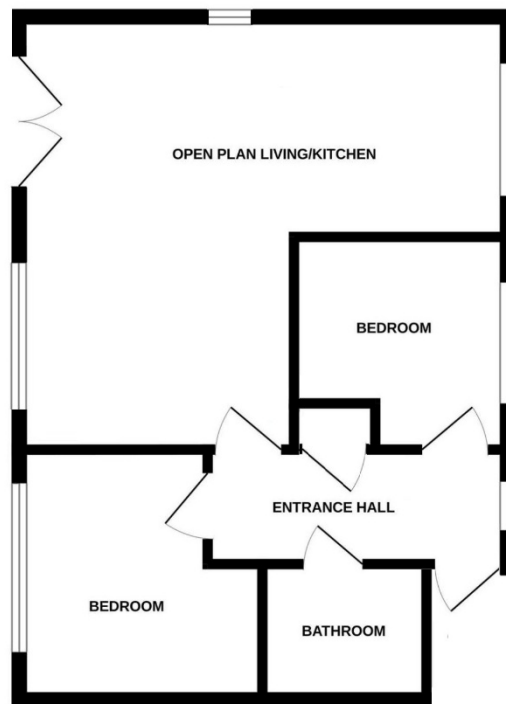 OPEN PLAN LIVING/KITCHEN
BEDROOM
ENTRANCE HALL
BEDROOM
BATHROOM